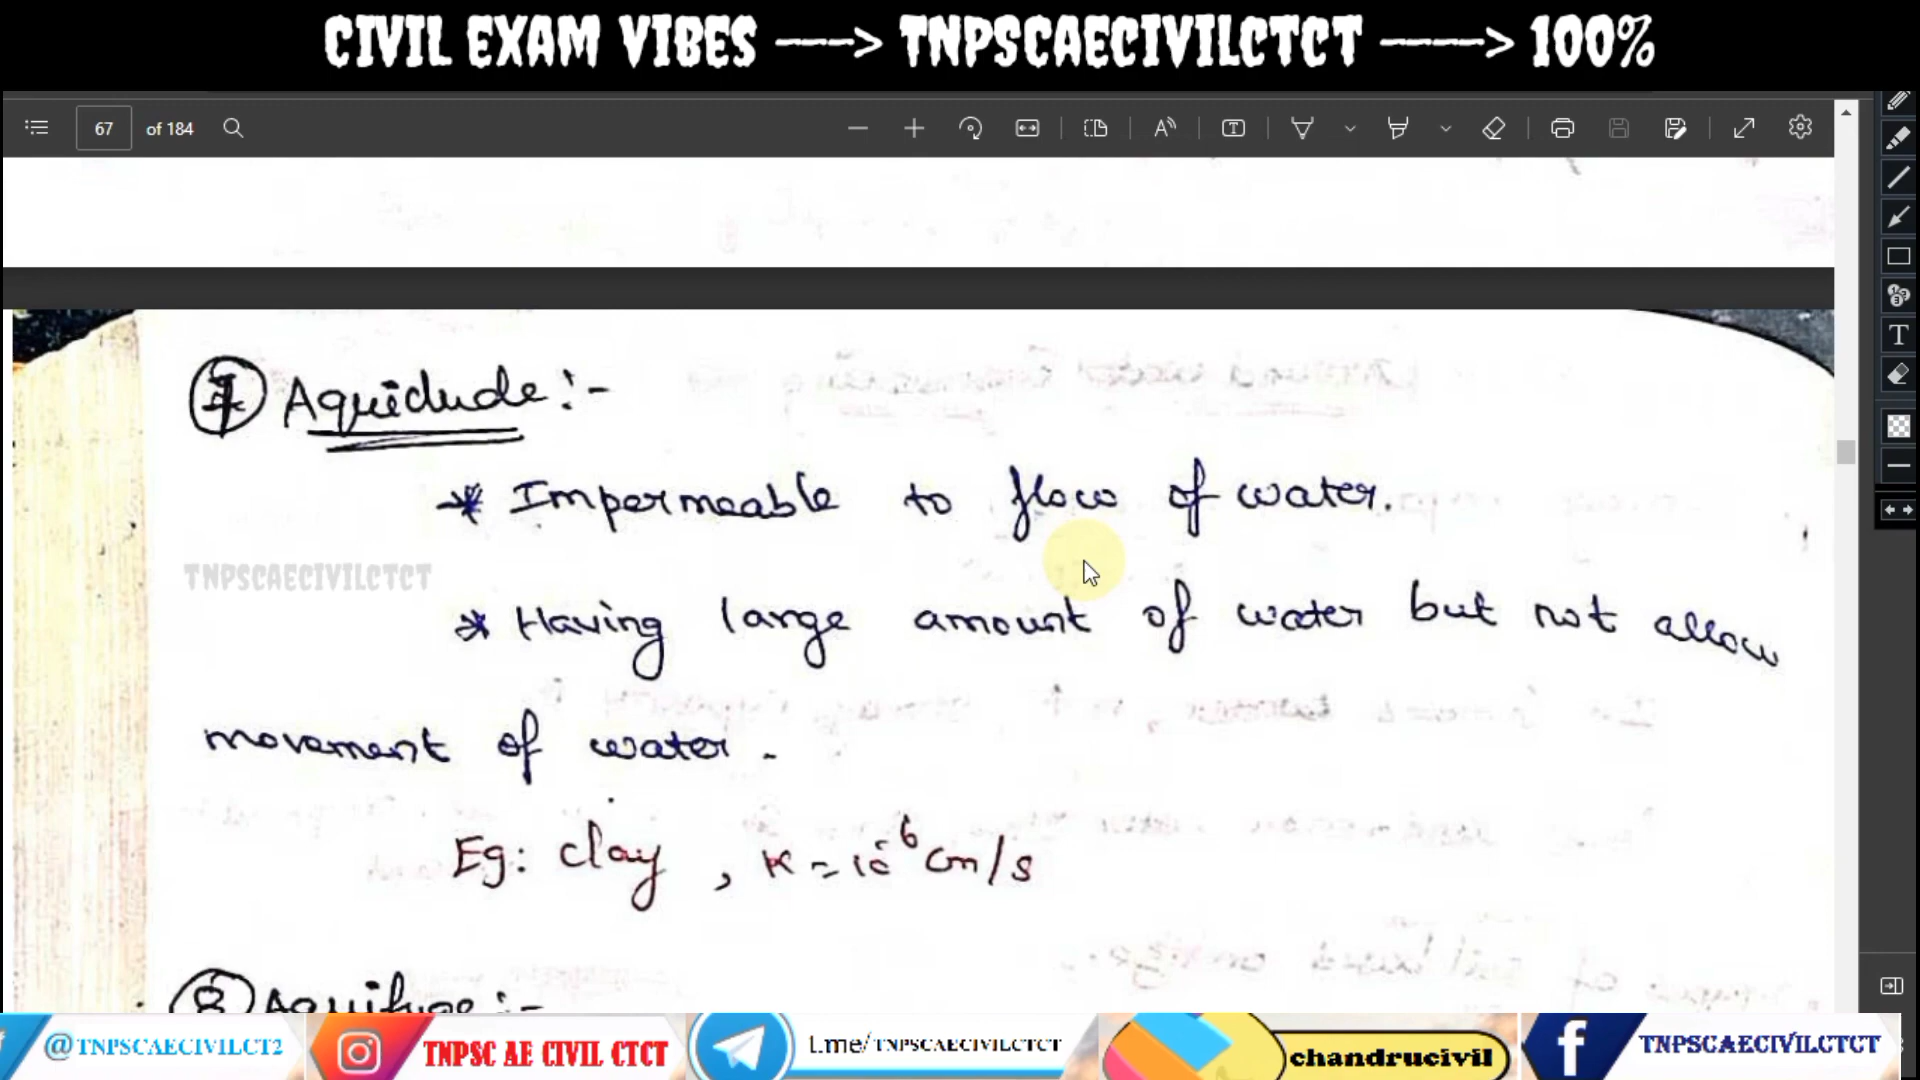 CIVIL EXAM VIBES ---> TNPSCAECIVILCTCT ----> 100%
67 of 184
7 Aquiclude :-
* Impermeable to flow of water.
TNPSCAECIVILCTCT
* Having large amount of water but not allow
movement of water.
Eg: clay, K = 10⁻⁶ cm/s
8 Aquifuge :-
@TNPSCAECIVILCT2
TNPSC AE CIVIL CTCT
t.me/TNPSCAECIVILCTCT
chandrucivil
TNPSCAECIVILCTCT